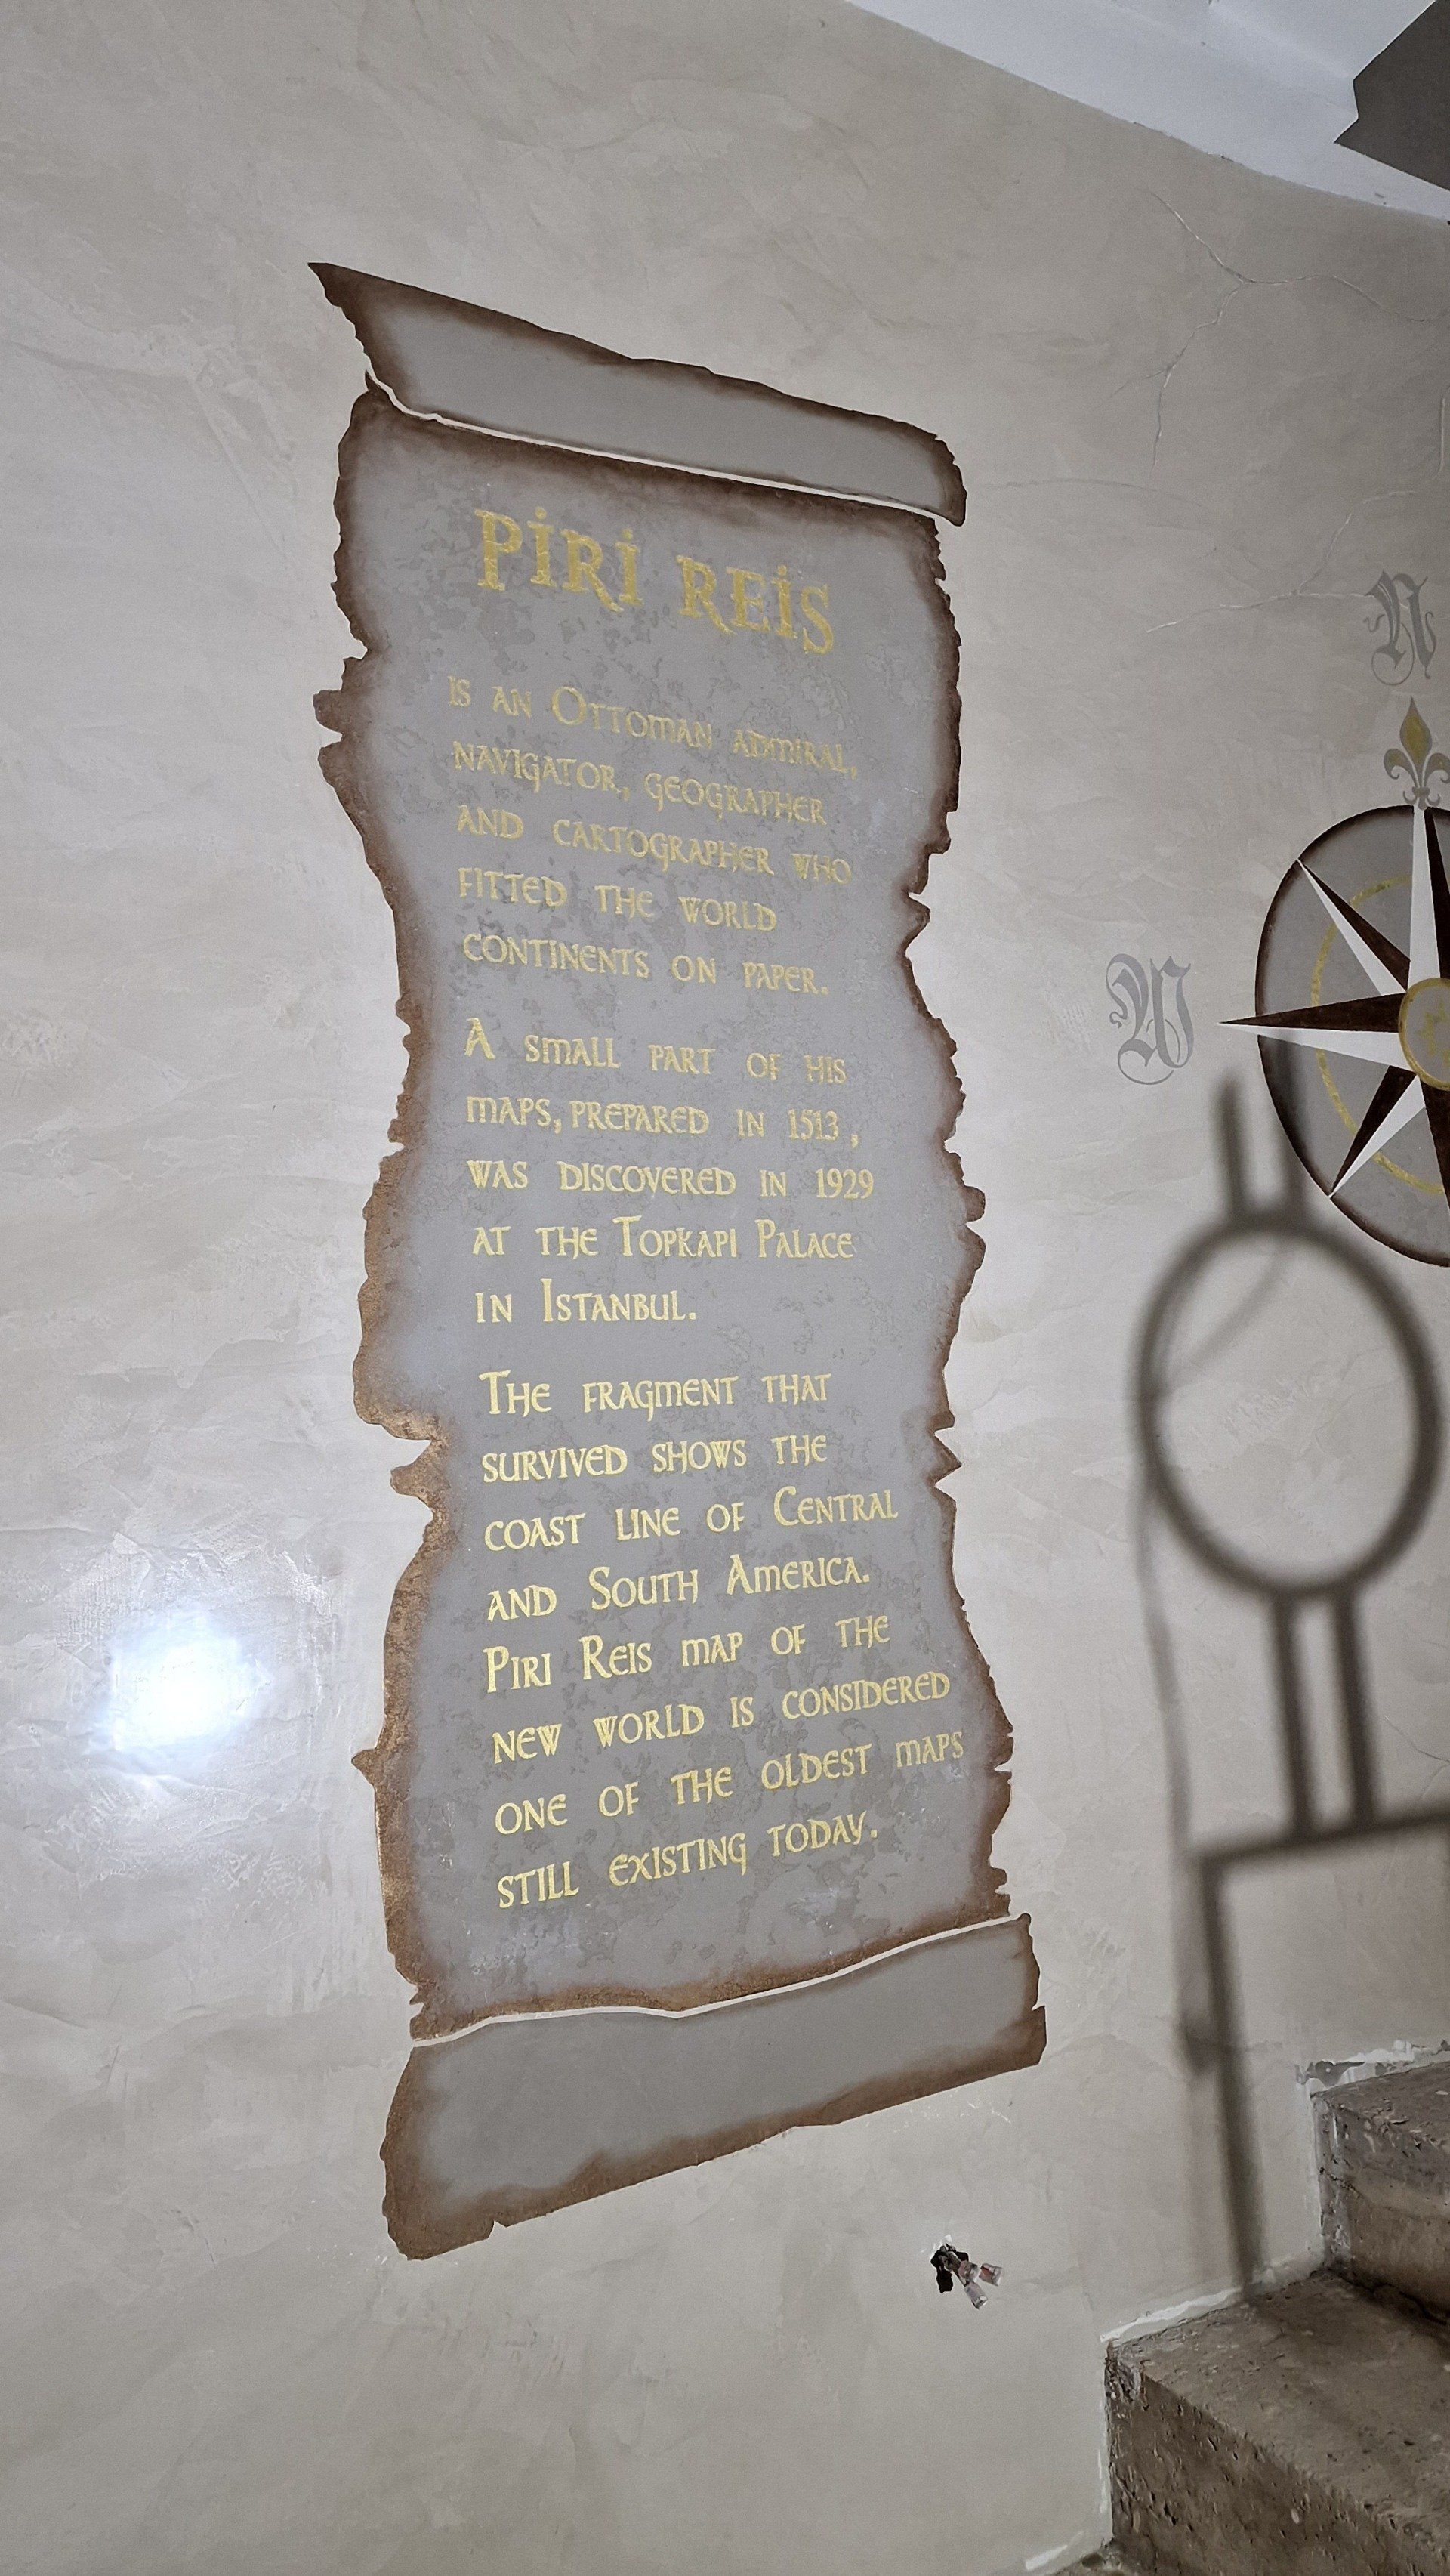 PİRİ REİS
IS AN OTTOMAN ADMIRAL,
NAVIGATOR, GEOGRAPHER
AND CARTOGRAPHER WHO
FITTED THE WORLD
CONTINENTS ON PAPER.
A SMALL PART OF HIS
MAPS, PREPARED IN 1513,
WAS DISCOVERED IN 1929
AT THE TOPKAPI PALACE
IN ISTANBUL.
THE FRAGMENT THAT
SURVIVED SHOWS THE
COAST LINE OF CENTRAL
AND SOUTH AMERICA.
PIRI REIS MAP OF THE
NEW WORLD IS CONSIDERED
ONE OF THE OLDEST MAPS
STILL EXISTING TODAY.
N
W